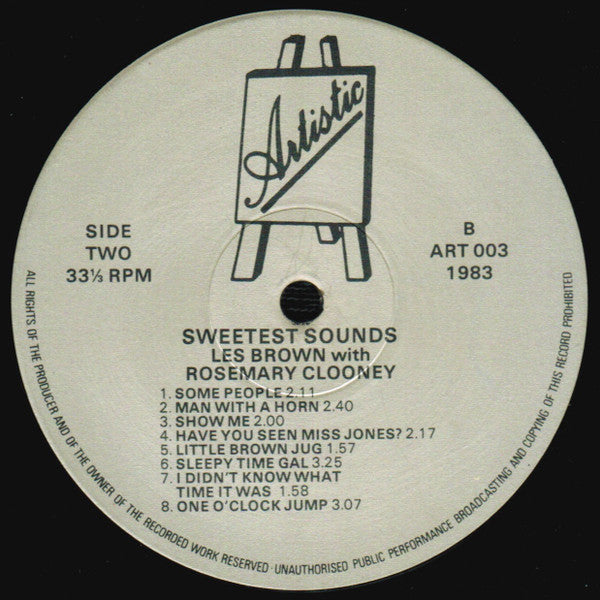 Artistic
SIDE
TWO
33⅓ RPM
B
ART 003
1983
SWEETEST SOUNDS
LES BROWN with
ROSEMARY CLOONEY
1. SOME PEOPLE 2.11
2. MAN WITH A HORN 2.40
3. SHOW ME 2.00
4. HAVE YOU SEEN MISS JONES? 2.17
5. LITTLE BROWN JUG 1.57
6. SLEEPY TIME GAL 3.25
7. I DIDN'T KNOW WHAT
TIME IT WAS 1.58
8. ONE O'CLOCK JUMP 3.07
ALL RIGHTS OF THE PRODUCER AND OF THE OWNER OF THE RECORDED WORK RESERVED · UNAUTHORISED PUBLIC PERFORMANCE BROADCASTING AND COPYING OF THIS RECORD PROHIBITED